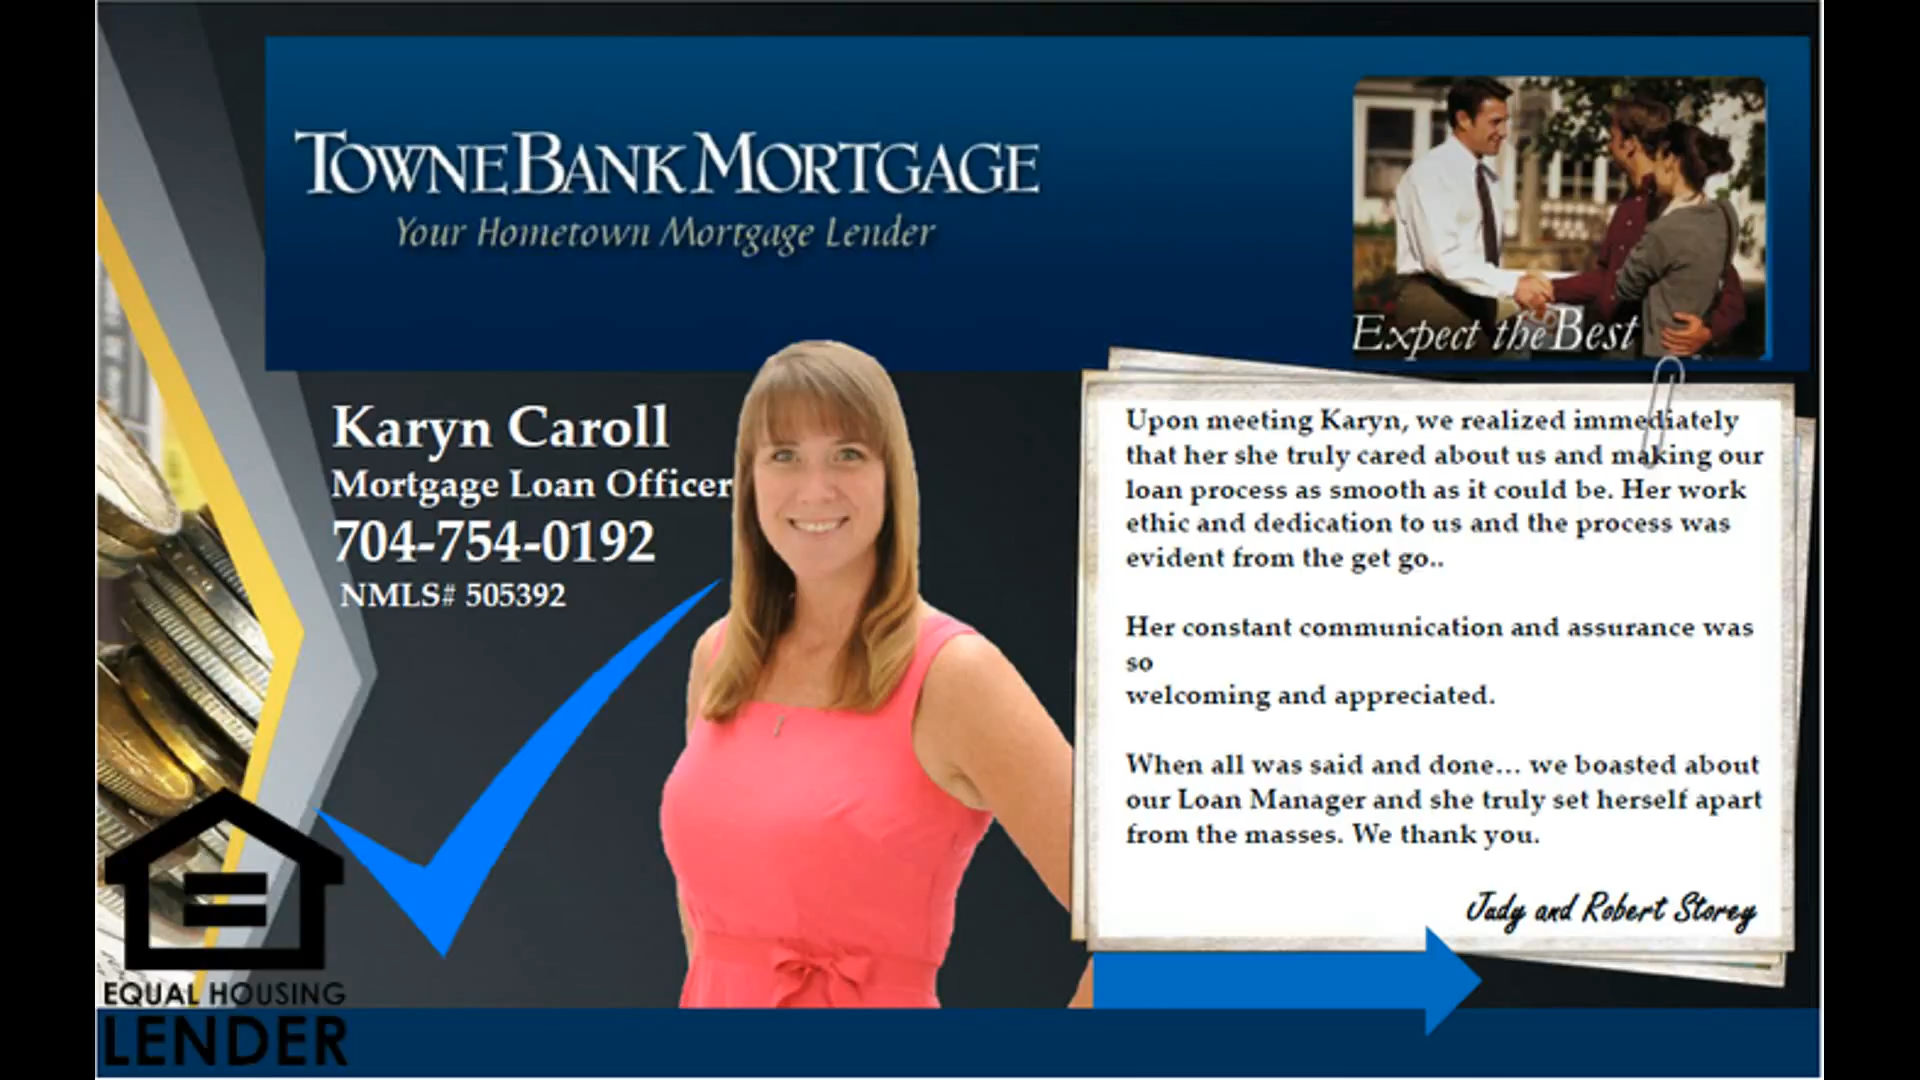 TOWNEBANK MORTGAGE
Your Hometown Mortgage Lender
Expect the Best
Karyn Caroll
Mortgage Loan Officer
704-754-0192
NMLS# 505392
Upon meeting Karyn, we realized immediately
that her she truly cared about us and making our
loan process as smooth as it could be. Her work
ethic and dedication to us and the process was
evident from the get go..
Her constant communication and assurance was
so
welcoming and appreciated.
When all was said and done... we boasted about
our Loan Manager and she truly set herself apart
from the masses. We thank you.
Judy and Robert Storey
EQUAL HOUSING
LENDER